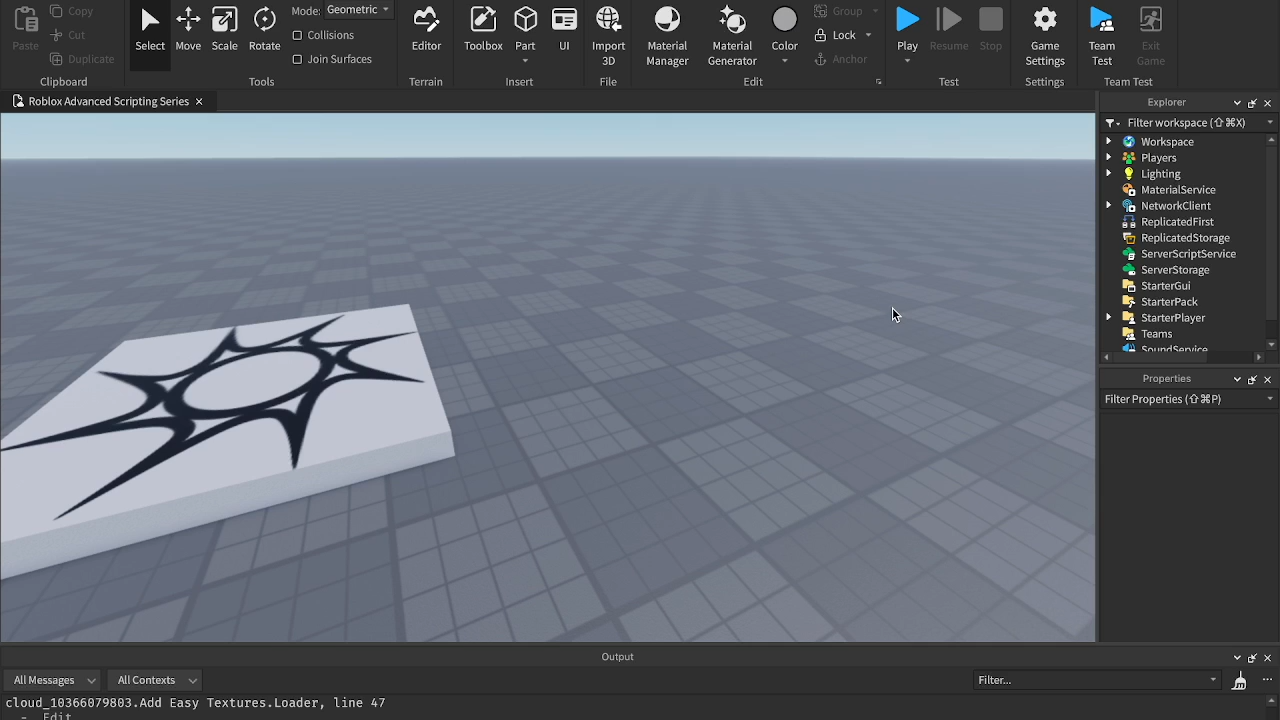 Copy
Cut
Paste
Duplicate
Clipboard
Select
Move
Scale
Rotate
Mode: Geometric
Collisions
Join Surfaces
Tools
Editor
Terrain
Toolbox
Part
UI
Insert
Import
3D
File
Material
Manager
Material
Generator
Color
Group
Lock
Anchor
Edit
Play
Resume
Stop
Test
Game
Settings
Settings
Team
Test
Exit
Game
Team Test
Roblox Advanced Scripting Series
Explorer
Filter workspace (⇧⌘X)
Workspace
Players
Lighting
MaterialService
NetworkClient
ReplicatedFirst
ReplicatedStorage
ServerScriptService
ServerStorage
StarterGui
StarterPack
StarterPlayer
Teams
SoundService
Properties
Filter Properties (⇧⌘P)
Output
All Messages
All Contexts
Filter...
cloud_10366079803.Add Easy Textures.Loader, line 47
- Edit